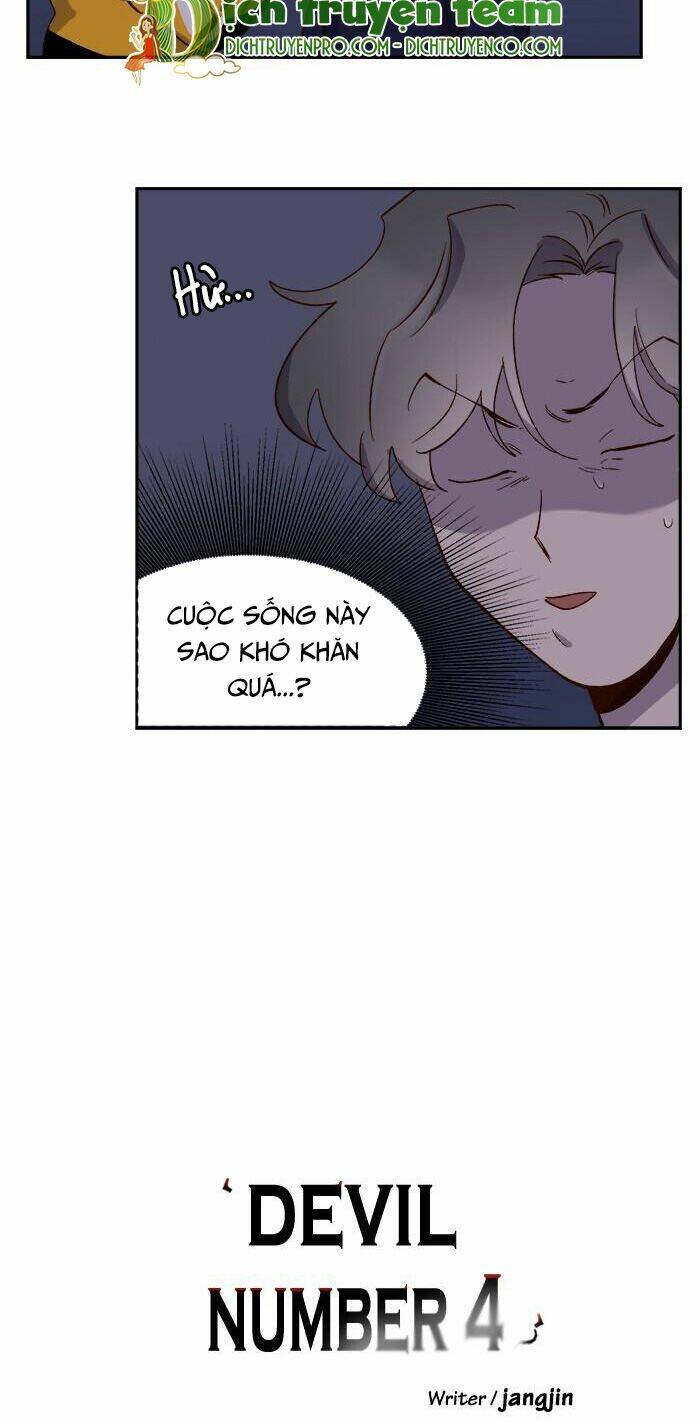 Dịch truyện team
DICHTRUYENPRO.COM - DICHTRUYENCO.COM
Hừ...
CUỘC SỐNG NÀY
SAO KHÓ KHĂN
QUÁ...?
DEVIL
NUMBER 4
Writer / jangjin